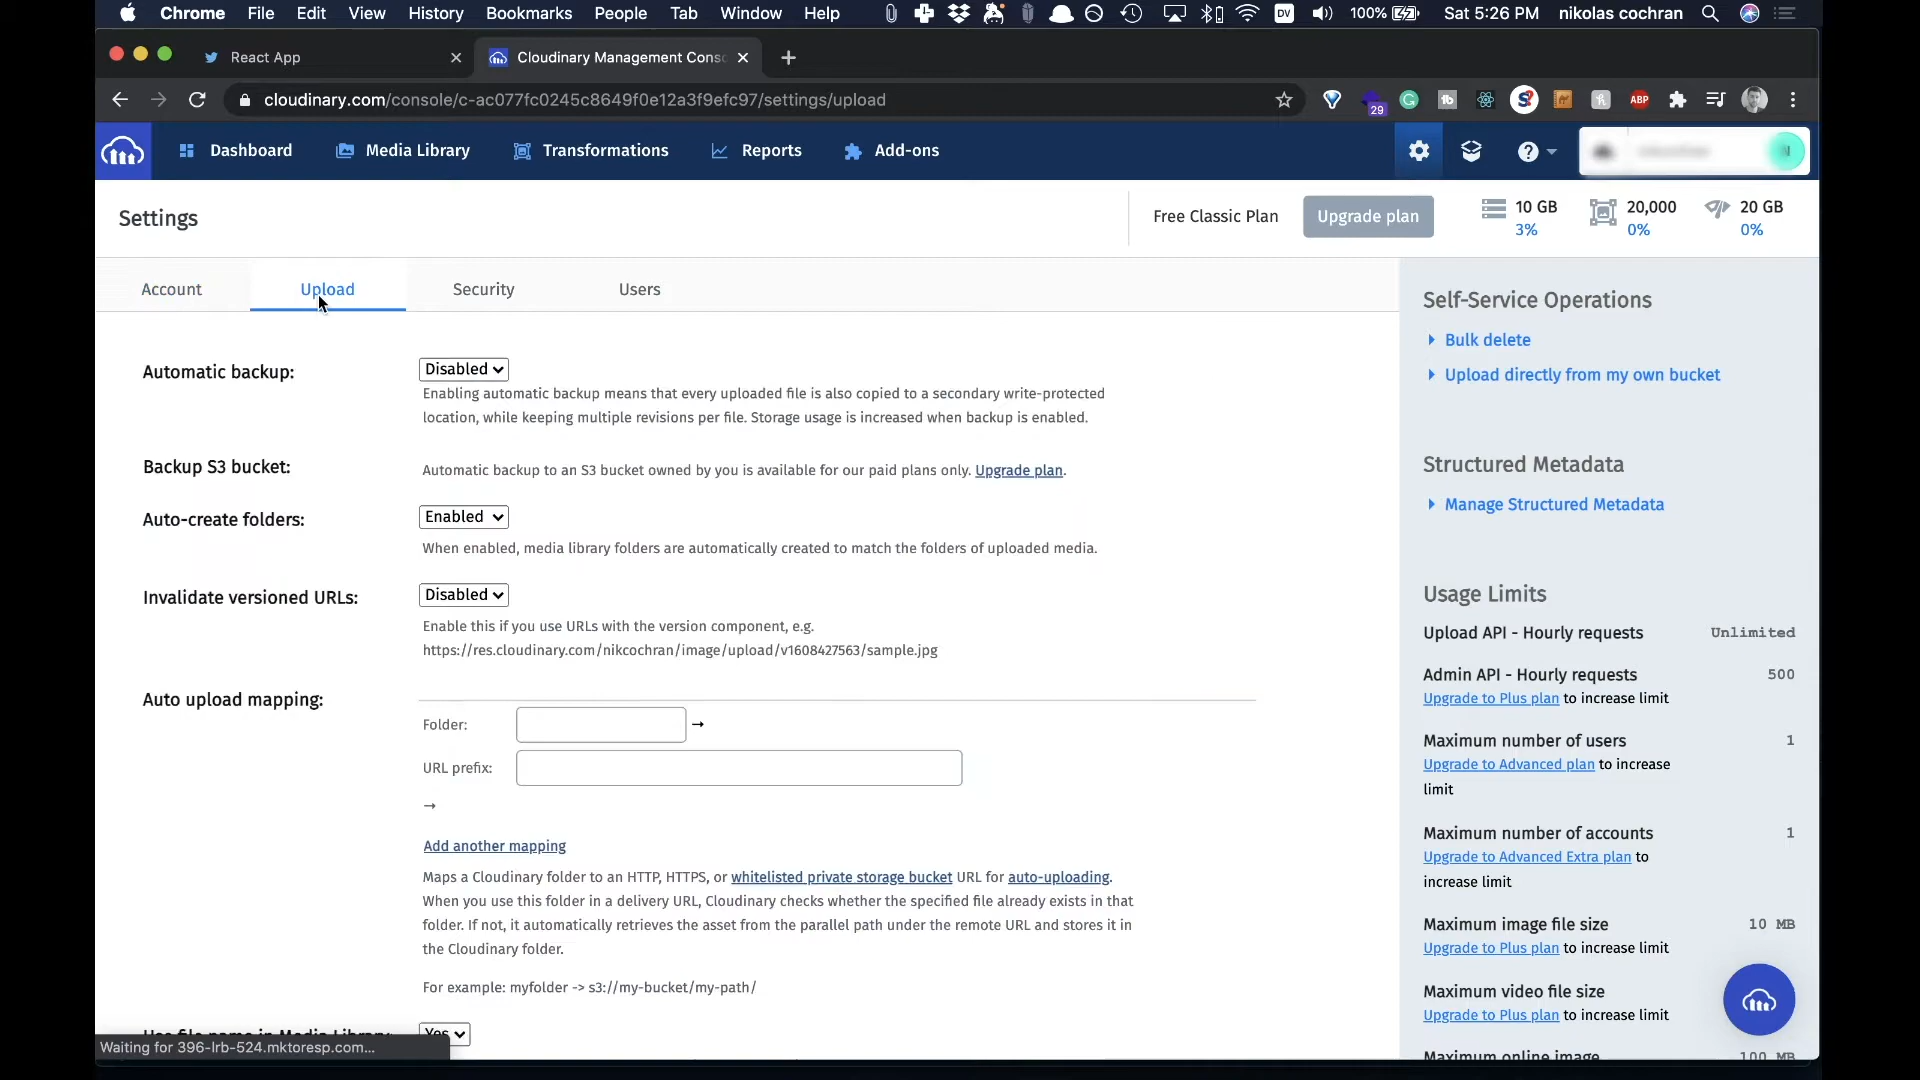 Chrome File Edit View History Bookmarks People Tab Window Help DV 100% Sat 5:26 PM nikolas cochran
React App Cloudinary Management Conso
cloudinary.com/console/c-ac077fc0245c8649f0e12a3f9efc97/settings/upload 29 ABP
Dashboard Media Library Transformations Reports Add-ons
Settings Free Classic Plan Upgrade plan 10 GB 20,000 20 GB
3% 0% 0%
Account Upload Security Users
Self-Service Operations
Bulk delete
Upload directly from my own bucket
Structured Metadata
Manage Structured Metadata
Automatic backup: Disabled
Enabling automatic backup means that every uploaded file is also copied to a secondary write-protected
location, while keeping multiple revisions per file. Storage usage is increased when backup is enabled.
Backup S3 bucket: Automatic backup to an S3 bucket owned by you is available for our paid plans only. Upgrade plan.
Auto-create folders: Enabled
When enabled, media library folders are automatically created to match the folders of uploaded media.
Invalidate versioned URLs: Disabled
Enable this if you use URLs with the version component, e.g.
https://res.cloudinary.com/nikcochran/image/upload/v1608427563/sample.jpg
Auto upload mapping:
Folder: →
URL prefix:
→
Add another mapping
Maps a Cloudinary folder to an HTTP, HTTPS, or whitelisted private storage bucket URL for auto-uploading.
When you use this folder in a delivery URL, Cloudinary checks whether the specified file already exists in that
folder. If not, it automatically retrieves the asset from the parallel path under the remote URL and stores it in
the Cloudinary folder.
For example: myfolder -> s3://my-bucket/my-path/
Use file name in Media Library: Yes
Usage Limits
Upload API - Hourly requests Unlimited
Admin API - Hourly requests 500
Upgrade to Plus plan to increase limit
Maximum number of users 1
Upgrade to Advanced plan to increase
limit
Maximum number of accounts 1
Upgrade to Advanced Extra plan to
increase limit
Maximum image file size 10 MB
Upgrade to Plus plan to increase limit
Maximum video file size
Upgrade to Plus plan to increase limit
Maximum online image 100 MB
Waiting for 396-lrb-524.mktoresp.com...